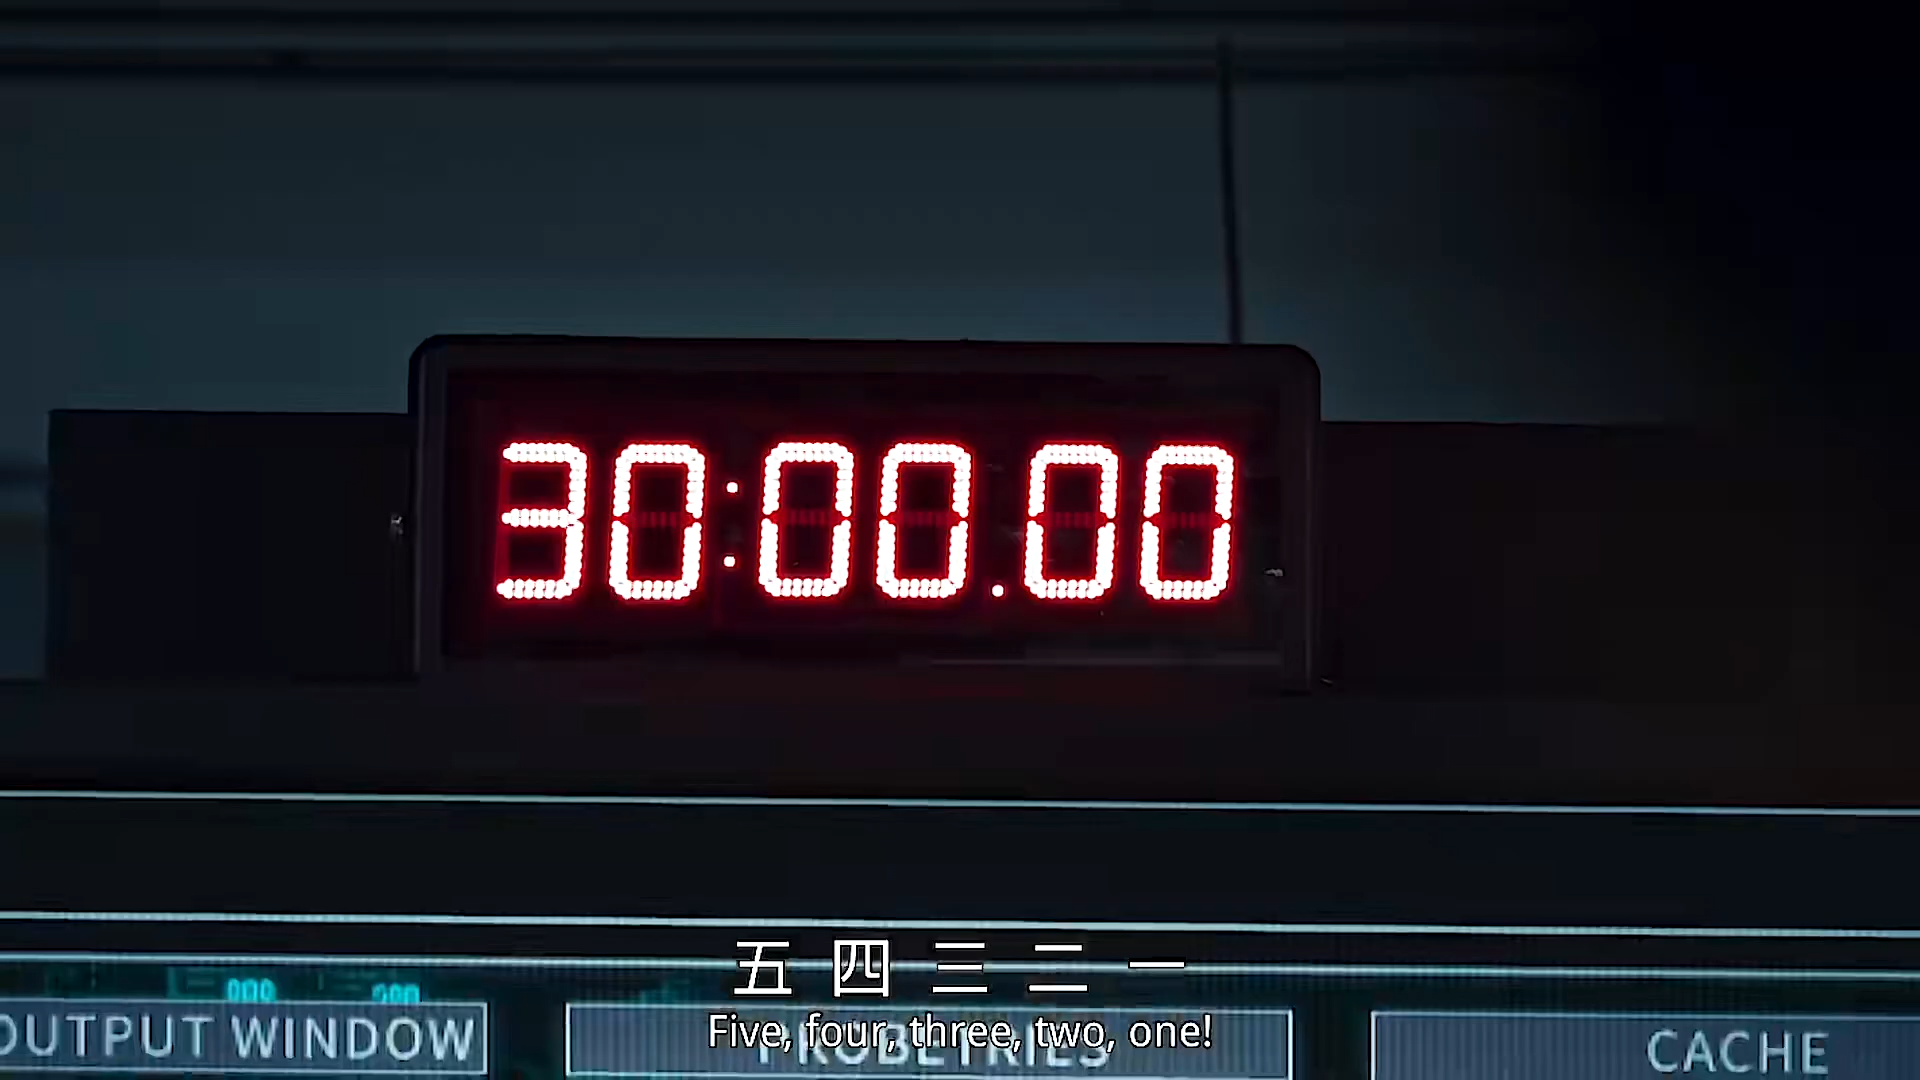 30:00.00
五 四 三 二 一
Five, four, three, two, one!
OUTPUT WINDOW
CACHE